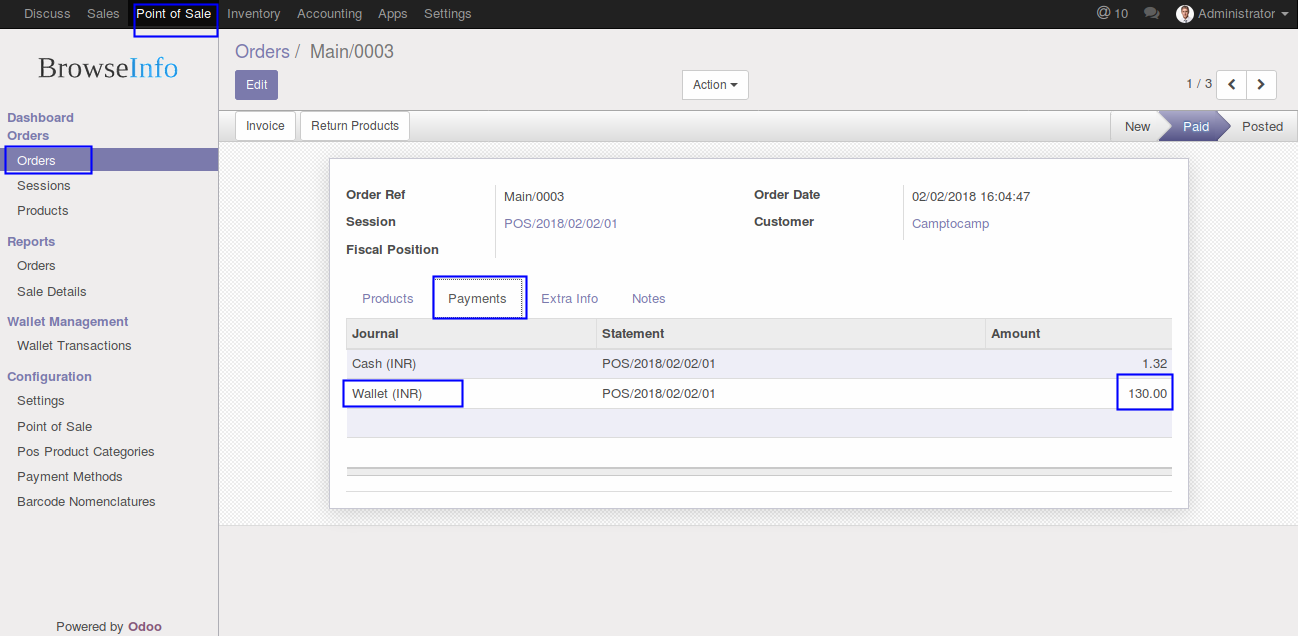 Discuss Sales Point of Sale Inventory Accounting Apps Settings @ 10 Administrator
BrowseInfo
Dashboard
Orders
Orders
Sessions
Products
Reports
Orders
Sale Details
Wallet Management
Wallet Transactions
Configuration
Settings
Point of Sale
Pos Product Categories
Payment Methods
Barcode Nomenclatures
Powered by Odoo
Orders / Main/0003
Edit Action 1 / 3
Invoice Return Products New Paid Posted
Order Ref Main/0003 Order Date 02/02/2018 16:04:47
Session POS/2018/02/02/01 Customer Camptocamp
Fiscal Position
Products Payments Extra Info Notes
Journal Statement Amount
Cash (INR) POS/2018/02/02/01 1.32
Wallet (INR) POS/2018/02/02/01 130.00